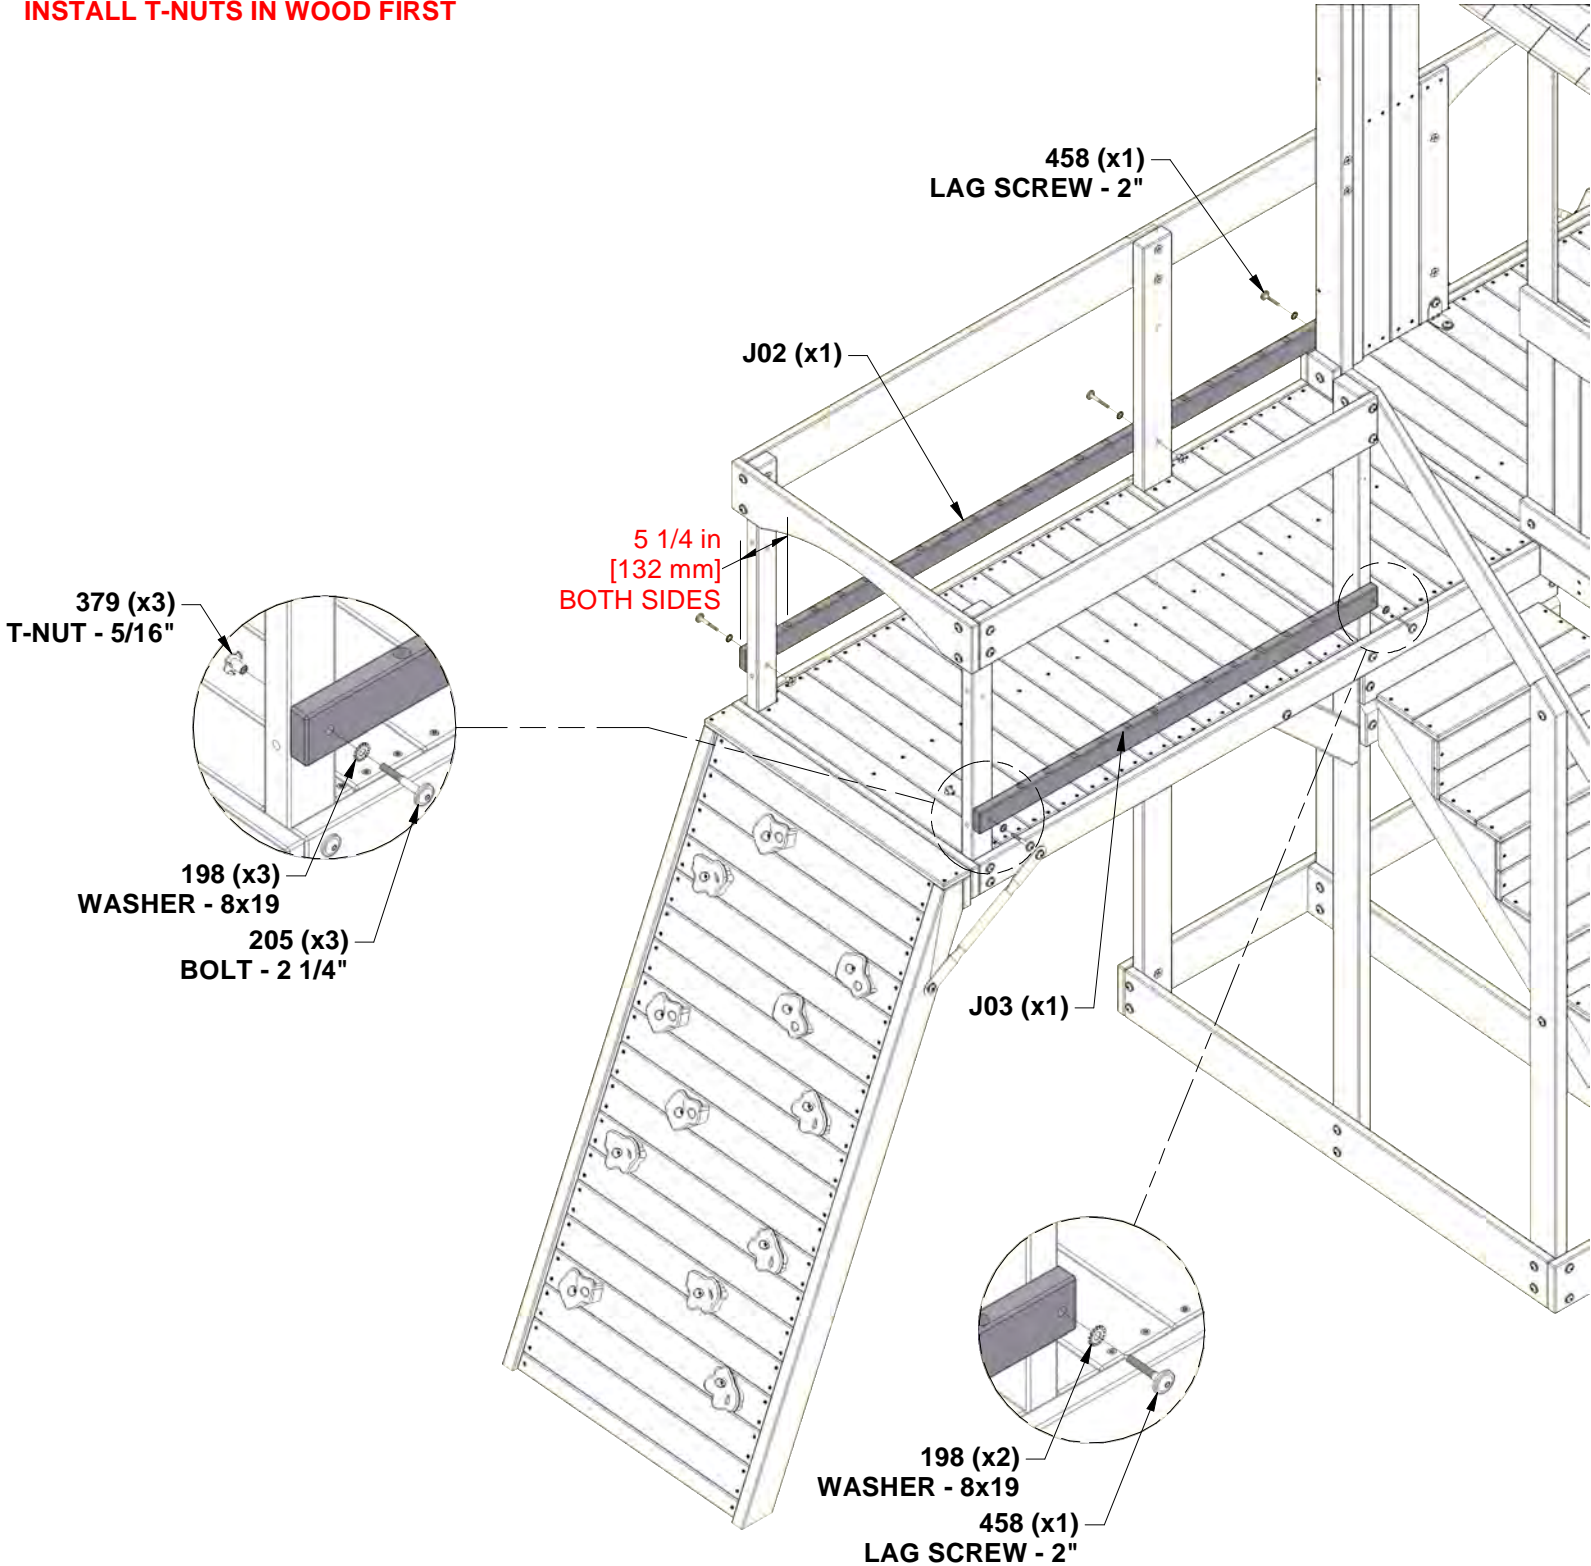 INSTALL T-NUTS IN WOOD FIRST
458 (x1)
LAG SCREW - 2"
J02 (x1)
5 1/4 in
[132 mm]
BOTH SIDES
379 (x3)
T-NUT - 5/16"
198 (x3)
WASHER - 8x19
205 (x3)
BOLT - 2 1/4"
J03 (x1)
198 (x2)
WASHER - 8x19
458 (x1)
LAG SCREW - 2"